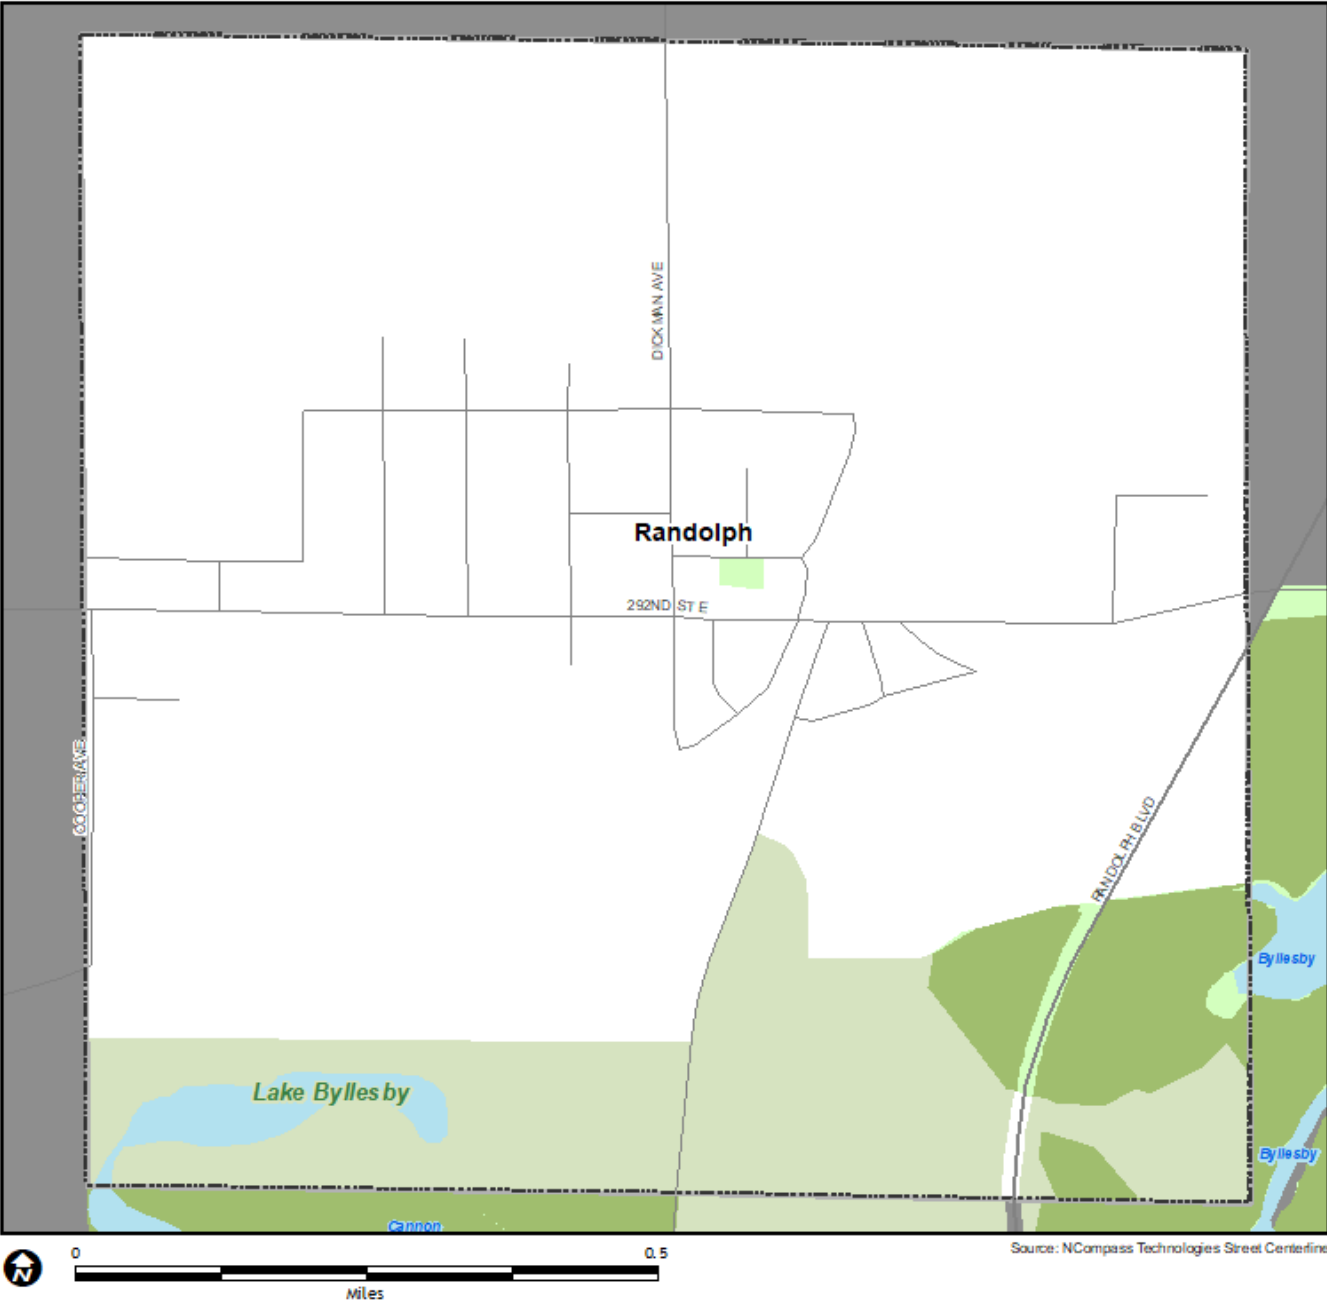 DICKMAN AVE
Randolph
292ND ST E
COOPER AVE
RANDOLPH BLVD
Byllesby
Lake Byllesby
Byllesby
Cannon
N
0 0.5
Miles
Source: NCompass Technologies Street Centerline